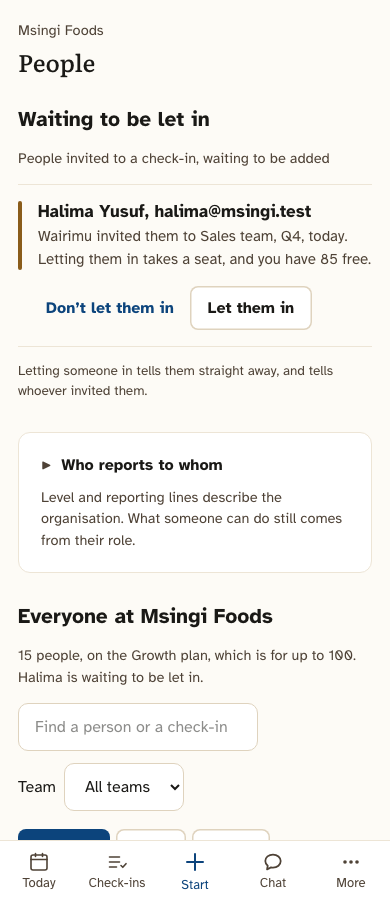 Msingi Foods
People
Waiting to be let in
People invited to a check-in, waiting to be added
Halima Yusuf, halima@msingi.test
Wairimu invited them to Sales team, Q4, today.
Letting them in takes a seat, and you have 85 free.
Don’t let them in
Let them in
Letting someone in tells them straight away, and tells
whoever invited them.
Who reports to whom
Level and reporting lines describe the
organisation. What someone can do still comes
from their role.
Everyone at Msingi Foods
15 people, on the Growth plan, which is for up to 100.
Halima is waiting to be let in.
Find a person or a check-in
Team
All teams
Today
Check-ins
Start
Chat
More